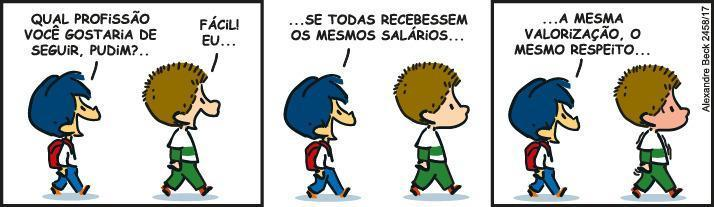 QUAL PROFISSÃO
VOCÊ GOSTARIA DE
SEGUIR, PUDIM?..
FÁCIL!
EU...
...SE TODAS RECEBESSEM
OS MESMOS SALÁRIOS...
...A MESMA
VALORIZAÇÃO, O
MESMO RESPEITO...
Alexandre Beck 2458/17